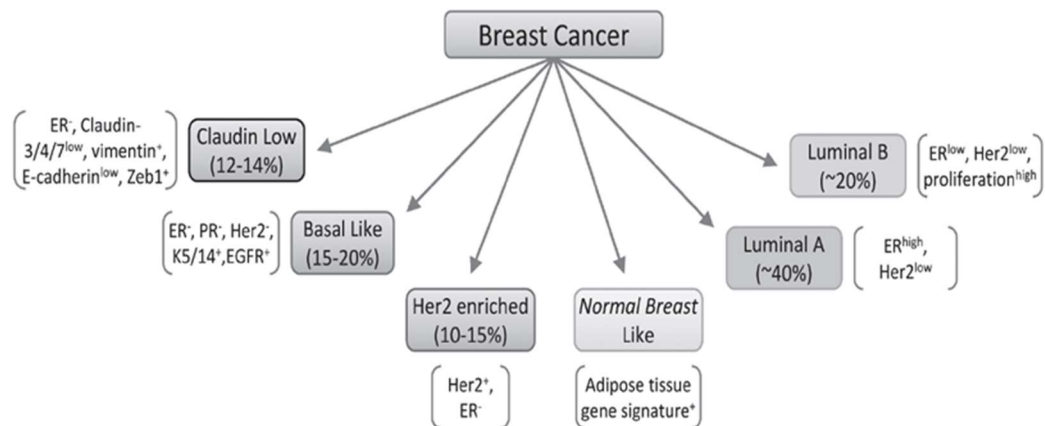 Breast Cancer
ER⁻, Claudin-
3/4/7ˡᵒʷ, vimentin⁺,
E-cadherinˡᵒʷ, Zeb1⁺
Claudin Low
(12-14%)
Luminal B
(~20%)
ERˡᵒʷ, Her2ˡᵒʷ,
proliferationʰⁱᵍʰ
ER⁻, PR⁻, Her2⁻,
K5/14⁺,EGFR⁺
Basal Like
(15-20%)
Luminal A
(~40%)
ERʰⁱᵍʰ,
Her2ˡᵒʷ
Her2 enriched
(10-15%)
Normal Breast
Like
Her2⁺,
ER⁻
Adipose tissue
gene signature⁺